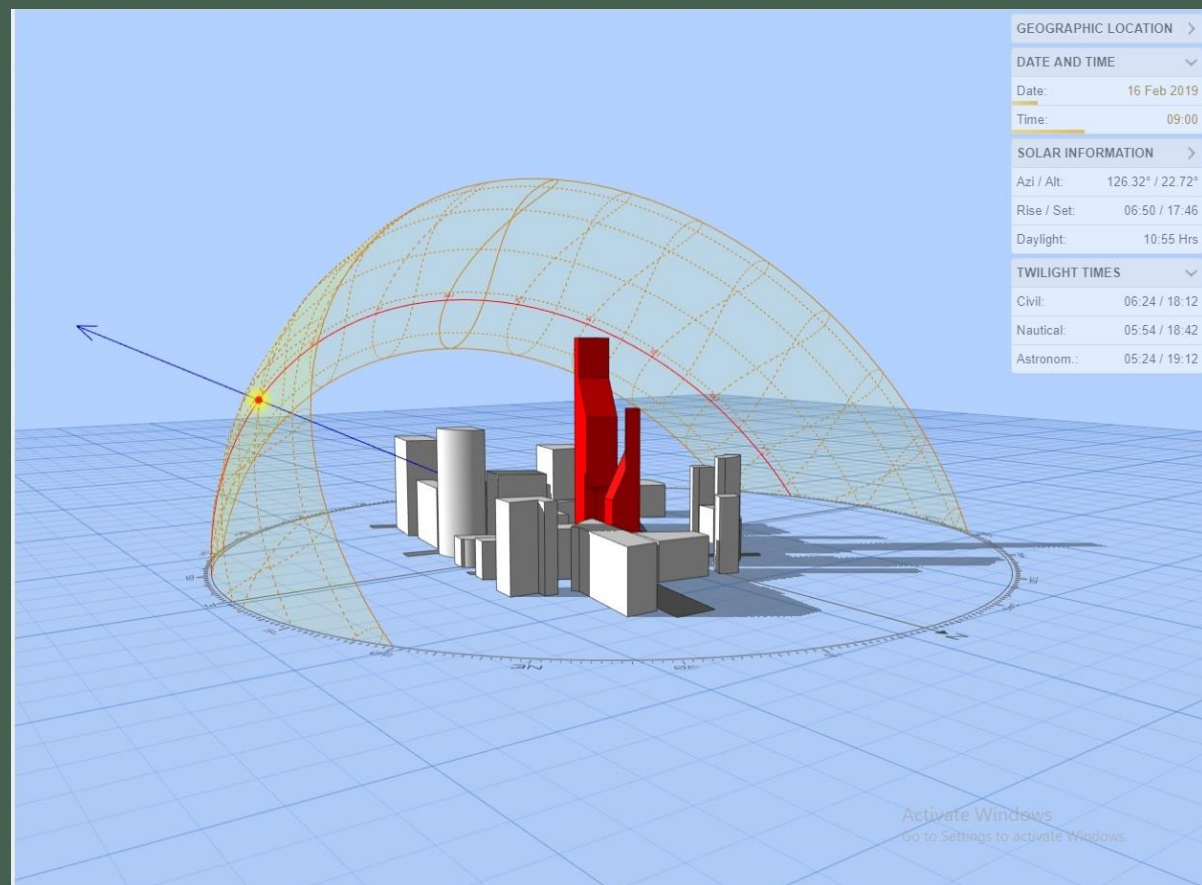 GEOGRAPHIC LOCATION
DATE AND TIME
Date: 16 Feb 2019
Time: 09:00
SOLAR INFORMATION
Azi / Alt: 126.32° / 22.72°
Rise / Set: 06:50 / 17:46
Daylight: 10:55 Hrs
TWILIGHT TIMES
Civil: 06:24 / 18:12
Nautical: 05:54 / 18:42
Astronom.: 05:24 / 19:12
NE
Activate Windows
Go to Settings to activate Windows.